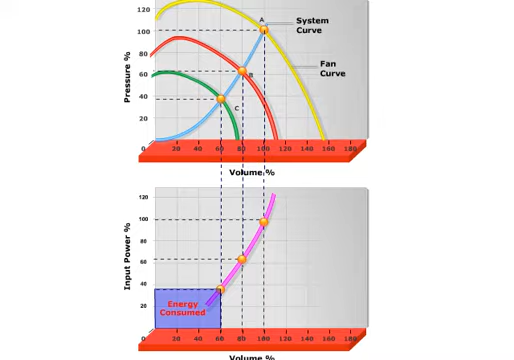 120
A
System
Curve
100
80
Fan
Curve
Pressure %
60
B
40
C
20
0 20 40 60 80 100 120 140 160 180
Volume %
120
100
80
Input Power %
60
40
Energy
Consumed
20
0 20 40 60 80 100 120 140 160 180
Volume %